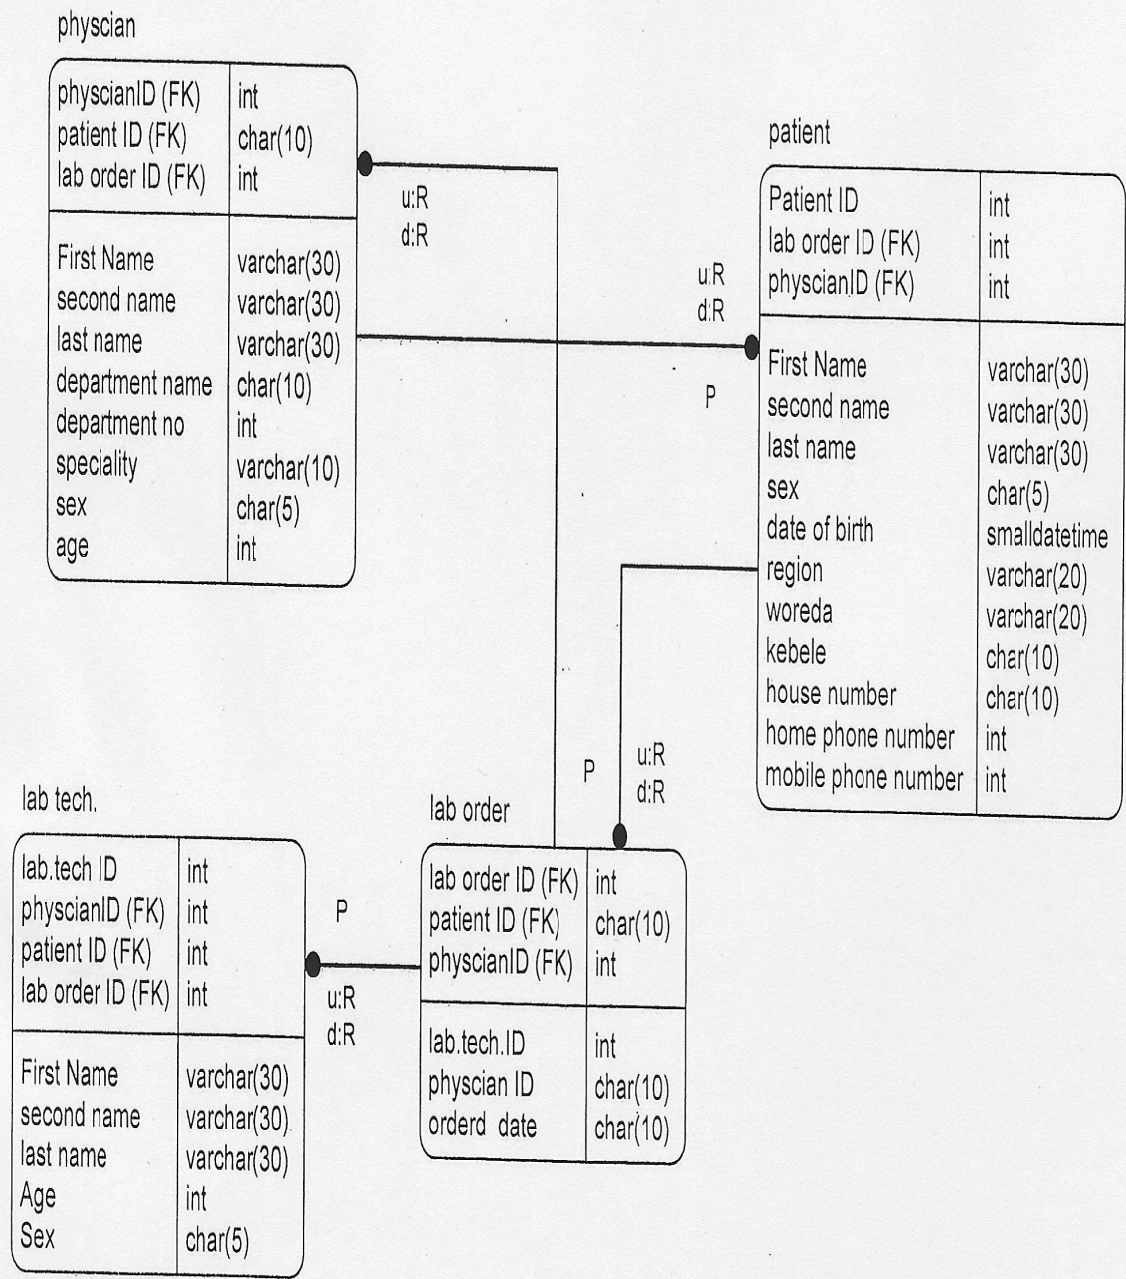 physcian
physcianID (FK) int
patient ID (FK) char(10)
lab order ID (FK) int
First Name varchar(30)
second name varchar(30)
last name varchar(30)
department name char(10)
department no int
speciality varchar(10)
sex char(5)
age int
u:R
d:R
patient
Patient ID int
lab order ID (FK) int
physcianID (FK) int
First Name varchar(30)
second name varchar(30)
last name varchar(30)
sex char(5)
date of birth smalldatetime
region varchar(20)
woreda varchar(20)
kebele char(10)
house number char(10)
home phone number int
mobile phone number int
u:R
d:R
P
P
u:R
d:R
lab tech.
lab.tech ID int
physcianID (FK) int
patient ID (FK) int
lab order ID (FK) int
First Name varchar(30)
second name varchar(30)
last name varchar(30)
Age int
Sex char(5)
P
u:R
d:R
lab order
lab order ID (FK) int
patient ID (FK) char(10)
physcianID (FK) int
lab.tech.ID int
physcian ID char(10)
orderd date char(10)